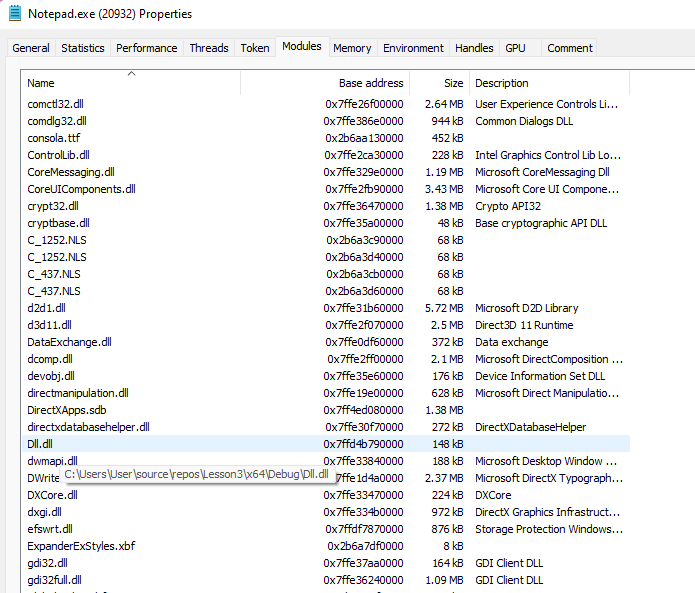 Notepad.exe (20932) Properties
General Statistics Performance Threads Token Modules Memory Environment Handles GPU Comment
Name Base address Size Description
comctl32.dll 0x7ffe26f00000 2.64 MB User Experience Controls Li...
comdlg32.dll 0x7ffe386e0000 944 kB Common Dialogs DLL
consola.ttf 0x2b6aa130000 452 kB
ControlLib.dll 0x7ffe2ca30000 228 kB Intel Graphics Control Lib Lo...
CoreMessaging.dll 0x7ffe329e0000 1.19 MB Microsoft CoreMessaging Dll
CoreUIComponents.dll 0x7ffe2fb90000 3.43 MB Microsoft Core UI Compone...
crypt32.dll 0x7ffe36470000 1.38 MB Crypto API32
cryptbase.dll 0x7ffe35a00000 48 kB Base cryptographic API DLL
C_1252.NLS 0x2b6a3c90000 68 kB
C_1252.NLS 0x2b6a3d40000 68 kB
C_437.NLS 0x2b6a3cb0000 68 kB
C_437.NLS 0x2b6a3d60000 68 kB
d2d1.dll 0x7ffe31b60000 5.72 MB Microsoft D2D Library
d3d11.dll 0x7ffe2f070000 2.5 MB Direct3D 11 Runtime
DataExchange.dll 0x7ffe0df60000 372 kB Data exchange
dcomp.dll 0x7ffe2ff00000 2.1 MB Microsoft DirectComposition ...
devobj.dll 0x7ffe35e60000 176 kB Device Information Set DLL
directmanipulation.dll 0x7ffe19e00000 628 kB Microsoft Direct Manipulatio...
DirectXApps.sdb 0x7ff4ed080000 1.38 MB
directxdatabasehelper.dll 0x7ffe30f70000 272 kB DirectXDatabaseHelper
Dll.dll 0x7ffd4b790000 148 kB
dwmapi.dll 0x7ffe33840000 188 kB Microsoft Desktop Window ...
DWrite C:\Users\User\source\repos\Lesson3\x64\Debug\Dll.dll 7ffe1d4a0000 2.37 MB Microsoft DirectX Typograph...
DXCore.dll 0x7ffe33470000 224 kB DXCore
dxgi.dll 0x7ffe334b0000 972 kB DirectX Graphics Infrastruct...
efswrt.dll 0x7ffdf7870000 876 kB Storage Protection Windows...
ExpanderExStyles.xbf 0x2b6a7df0000 8 kB
gdi32.dll 0x7ffe37aa0000 164 kB GDI Client DLL
gdi32full.dll 0x7ffe36240000 1.09 MB GDI Client DLL